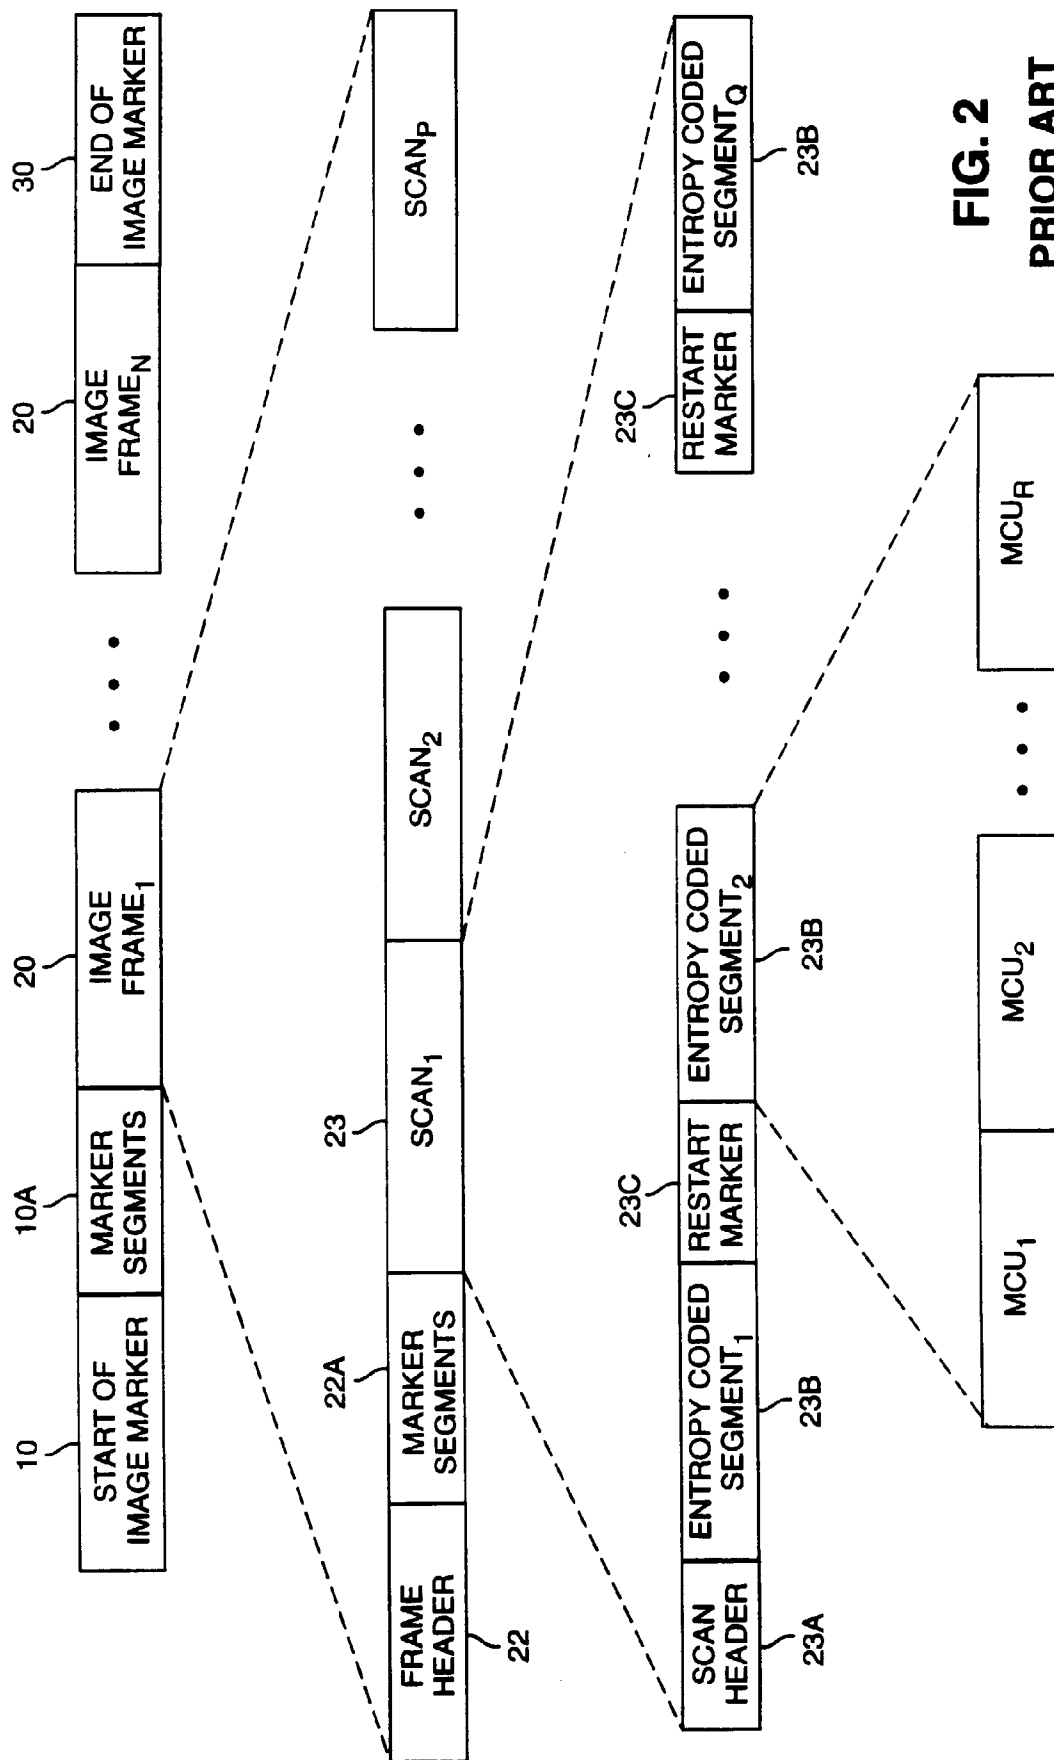 10
10A
20
20
30
START OF
IMAGE MARKER
MARKER
SEGMENTS
IMAGE
FRAME1
• • •
IMAGE
FRAMEN
END OF
IMAGE MARKER
23
FRAME
HEADER
MARKER
SEGMENTS
SCAN1
SCAN2
• • •
SCANP
22
22A
23C
23C
SCAN
HEADER
ENTROPY CODED
SEGMENT1
RESTART
MARKER
ENTROPY CODED
SEGMENT2
• • •
RESTART
MARKER
ENTROPY CODED
SEGMENTQ
23A
23B
23B
23B
MCU1
MCU2
• • •
MCUR
FIG. 2
PRIOR ART